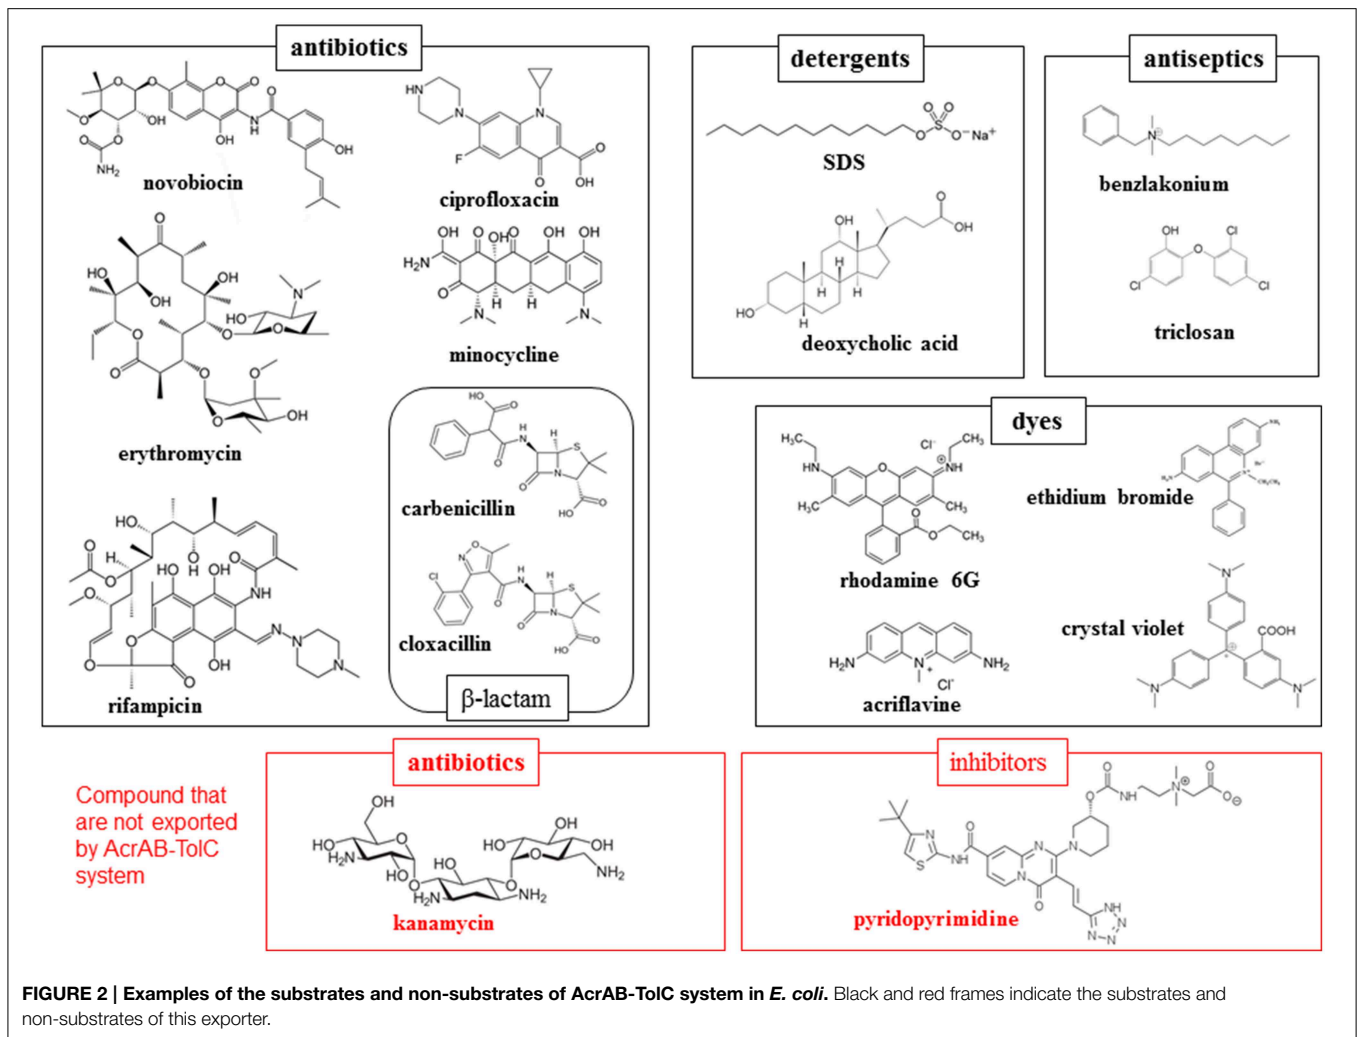 antibiotics
novobiocin
ciprofloxacin
erythromycin
minocycline
carbenicillin
cloxacillin
β-lactam
rifampicin
detergents
SDS
deoxycholic acid
antiseptics
benzlakonium
triclosan
dyes
rhodamine 6G
ethidium bromide
acriflavine
crystal violet
Compound that
are not exported
by AcrAB-TolC
system
antibiotics
kanamycin
inhibitors
pyridopyrimidine
FIGURE 2 | Examples of the substrates and non-substrates of AcrAB-TolC system in E. coli. Black and red frames indicate the substrates and
non-substrates of this exporter.